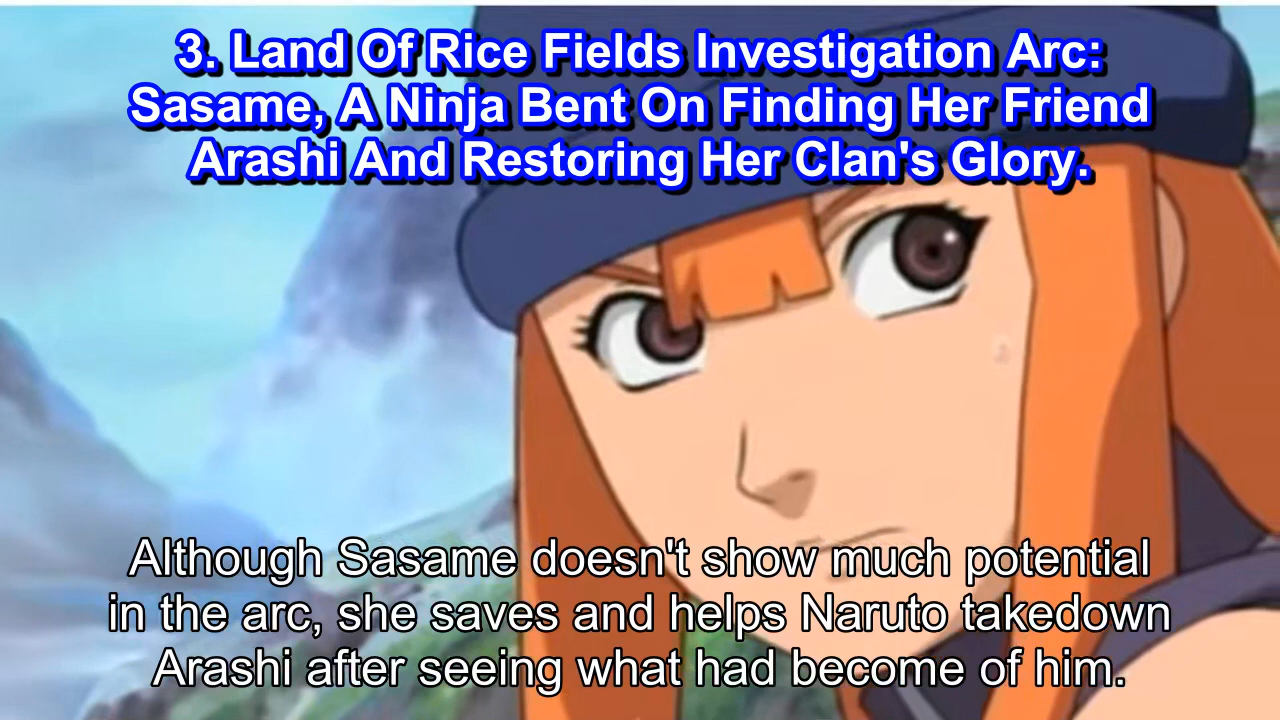 3. Land Of Rice Fields Investigation Arc:
Sasame, A Ninja Bent On Finding Her Friend
Arashi And Restoring Her Clan's Glory.
Although Sasame doesn't show much potential
in the arc, she saves and helps Naruto takedown
Arashi after seeing what had become of him.